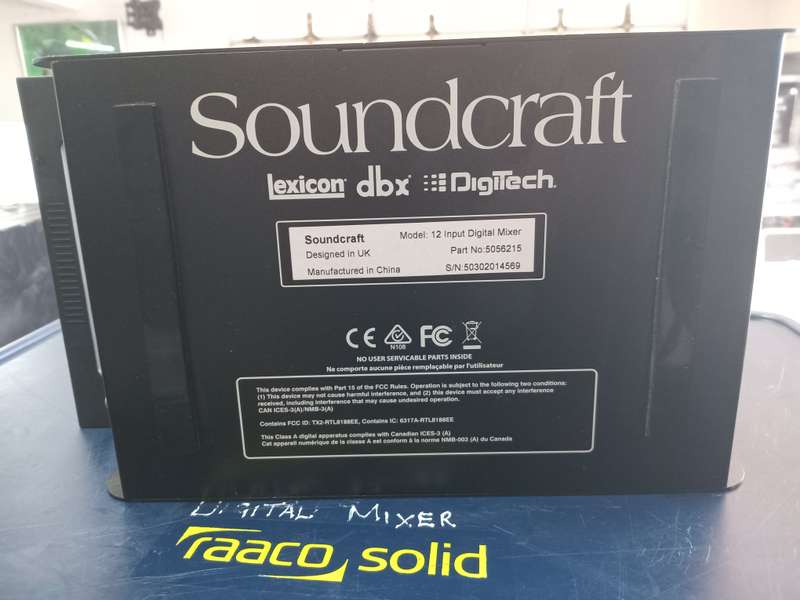 Soundcraft
Lexicon dbx DigiTech
Soundcraft Model: 12 Input Digital Mixer
Designed in UK Part No:5056215
Manufactured in China S/N:50302014569
CE N108 FC
NO USER SERVICABLE PARTS INSIDE
Ne comporte aucune pièce remplaçable par l'utilisateur
This device complies with Part 15 of the FCC Rules. Operation is subject to the following two conditions:
(1) This device may not cause harmful interference, and (2) this device must accept any interference
received, including interference that may cause undesired operation.
CAN ICES-3(A)/NMB-3(A)
Contains FCC ID: TX2-RTL8188EE, Contains IC: 6317A-RTL8188EE
This Class A digital apparatus complies with Canadian ICES-3 (A)
Cet appareil numérique de la classe A est conform à la norme NMB-003 (A) du Canada
DIGITAL MIXER
raaco solid